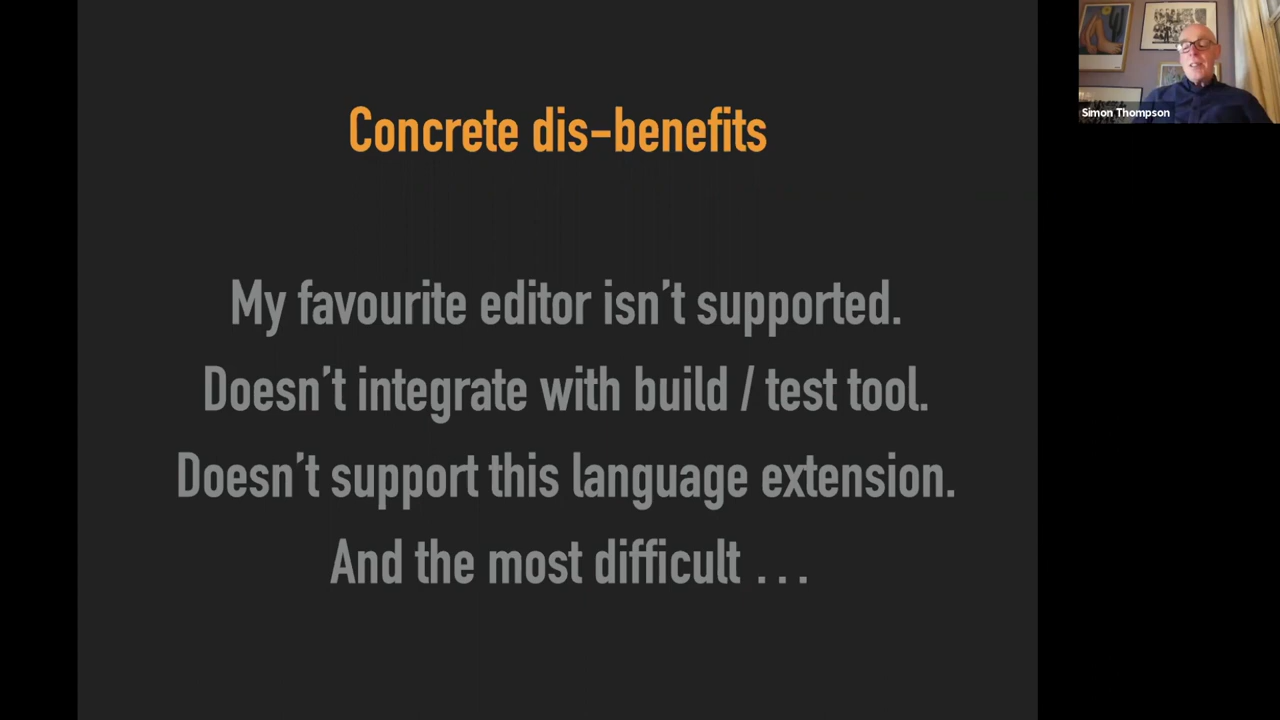 Concrete dis-benefits
My favourite editor isn’t supported.
Doesn’t integrate with build / test tool.
Doesn’t support this language extension.
And the most difficult . . .
Simon Thompson